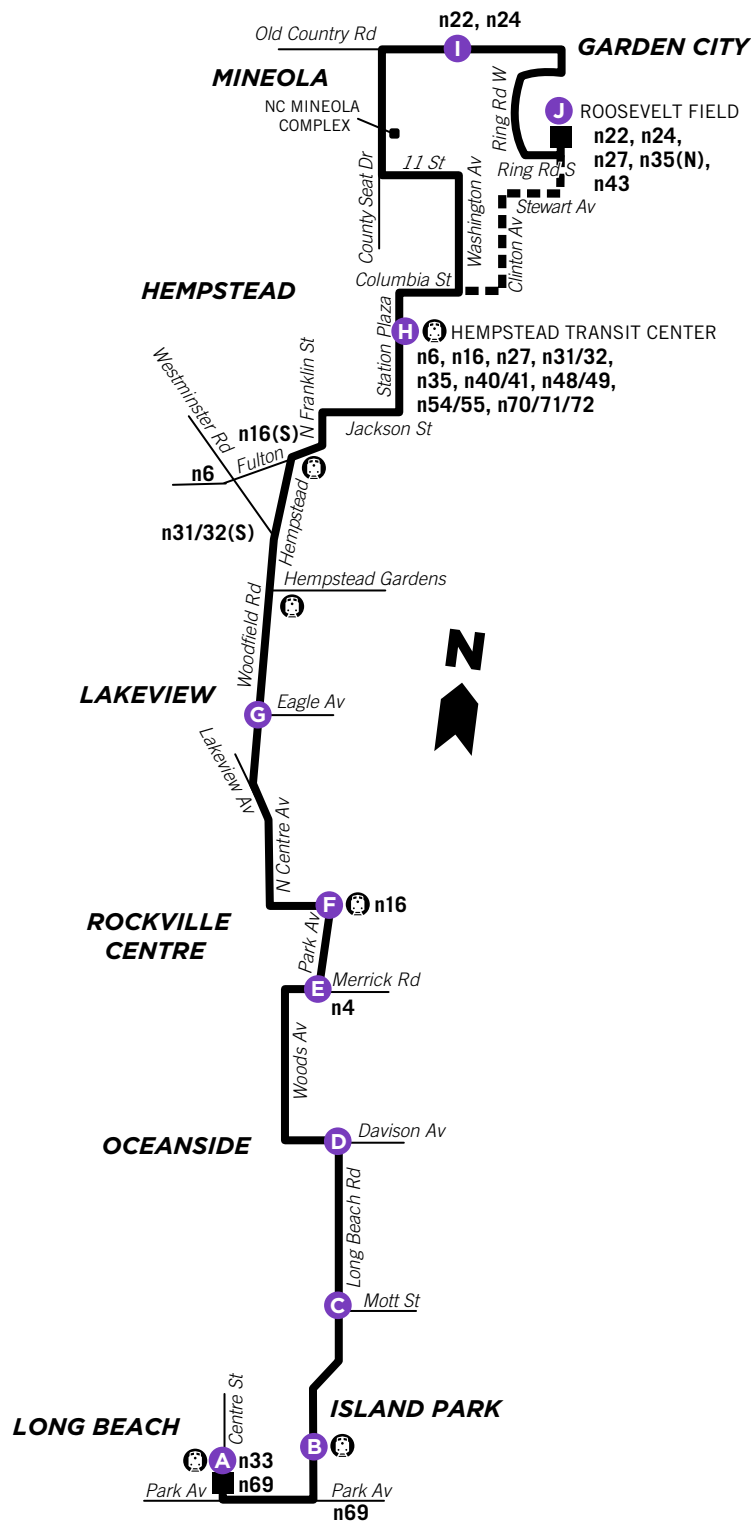 n22, n24
Old Country Rd
GARDEN CITY
I
MINEOLA
NC MINEOLA
COMPLEX
Ring Rd W
J ROOSEVELT FIELD
n22, n24,
n27, n35(N),
n43
11 St
Ring Rd S
County Seat Dr
Washington Av
Stewart Av
Clinton Av
Columbia St
HEMPSTEAD
Station Plaza
H HEMPSTEAD TRANSIT CENTER
n6, n16, n27, n31/32,
n35, n40/41, n48/49,
n54/55, n70/71/72
N Franklin St
Westminster Rd
Jackson St
n16(S)
Fulton
n6
Hempstead
n31/32(S)
Hempstead Gardens
Woodfield Rd
N
LAKEVIEW
G Eagle Av
Lakeview Av
N Centre Av
F n16
ROCKVILLE
CENTRE
Park Av
E Merrick Rd
n4
Woods Av
OCEANSIDE
D Davison Av
Long Beach Rd
C Mott St
ISLAND PARK
LONG BEACH
Centre St
B
A n33
n69
Park Av
Park Av
n69